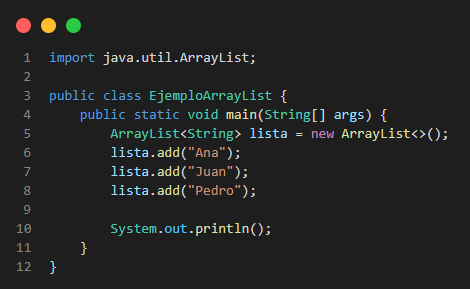 1 import java.util.ArrayList;
2
3 public class EjemploArrayList {
4     public static void main(String[] args) {
5         ArrayList<String> lista = new ArrayList<>();
6         lista.add("Ana");
7         lista.add("Juan");
8         lista.add("Pedro");
9
10         System.out.println();
11     }
12 }